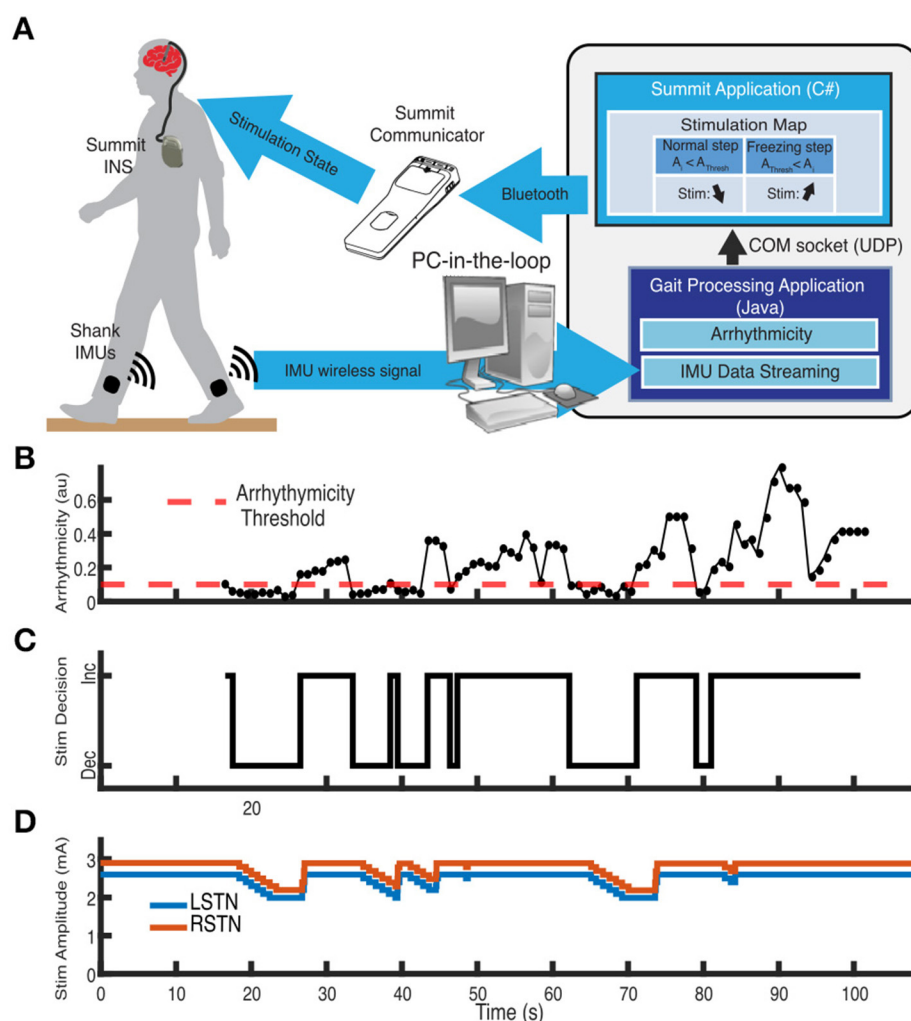 A
Summit Application (C#)
Stimulation Map
Normal step
A_i < A_Thresh
Freezing step
A_Thresh < A_i
Stim:
Stim:
Summit
Communicator
Stimulation State
Summit
INS
Bluetooth
COM socket (UDP)
PC-in-the-loop
Gait Processing Application
(Java)
Arrhythmicity
IMU Data Streaming
Shank
IMUs
IMU wireless signal
B
Arrhythmicity (au)
0.6
0.4
0.2
0
Arrhythymicity
Threshold
C
Stim Decision
Inc
Dec
20
D
Stim Amplitude (mA)
3
2
1
0
LSTN
RSTN
0 10 20 30 40 50 60 70 80 90 100
Time (s)